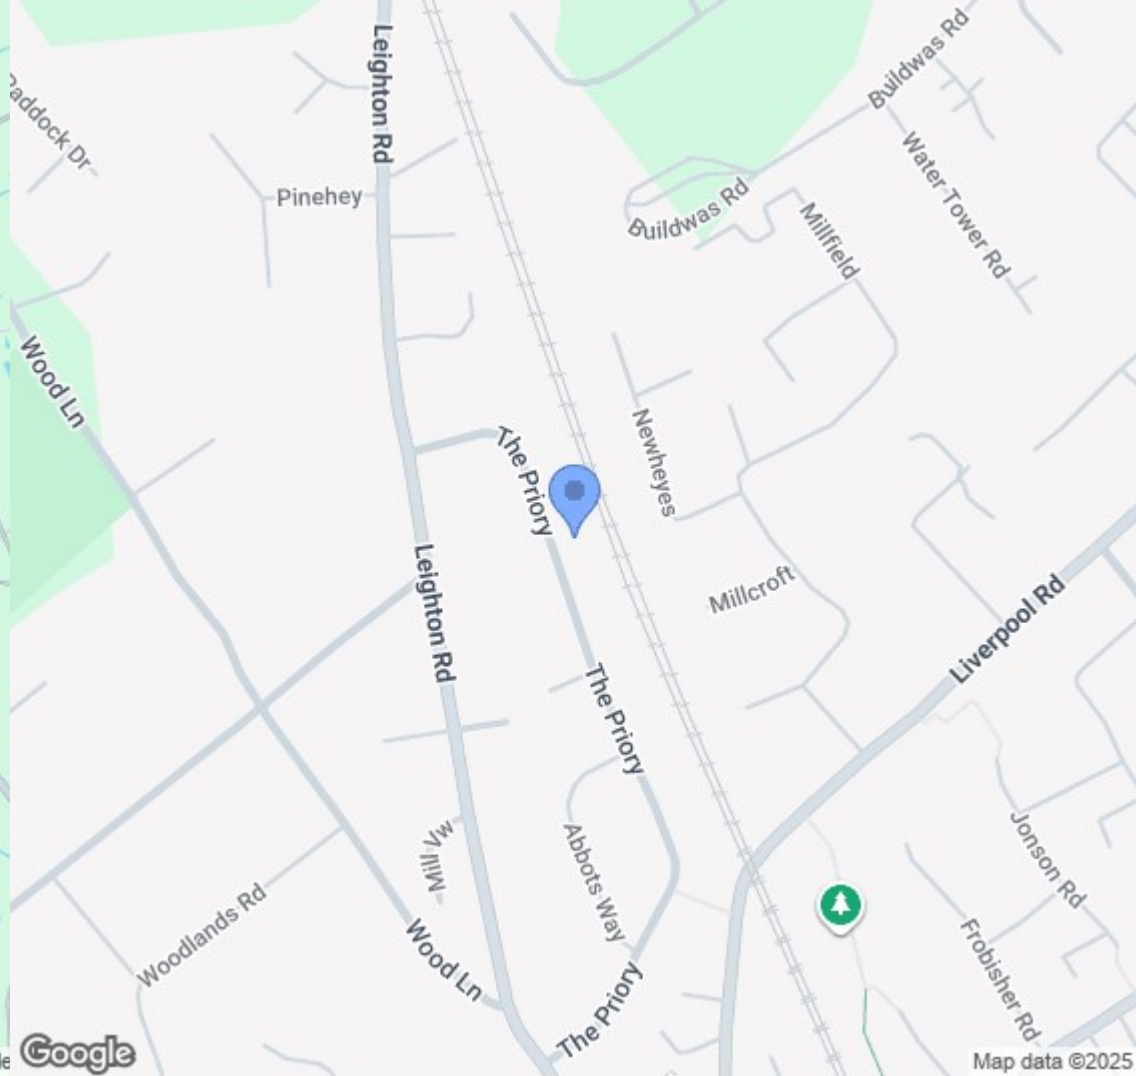 Leighton Rd
Buildwas Rd
Paddock Dr
Pinehey
Water Tower Rd
Buildwas Rd
Millfield
Wood Ln
The Priory
Newheyes
Leighton Rd
Millcroft
Liverpool Rd
The Priory
Mill Vw
Abbots Way
Jonson Rd
Woodlands Rd
Wood Ln
Frobisher Rd
The Priory
Google
Map data ©2025